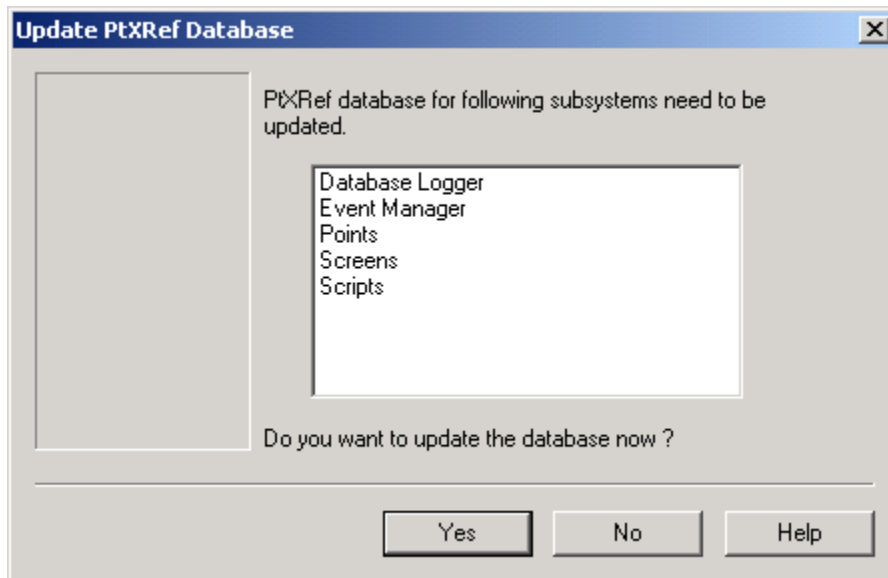 Update PtXRef Database
PtXRef database for following subsystems need to be
updated.
Database Logger
Event Manager
Points
Screens
Scripts
Do you want to update the database now ?
Yes
No
Help